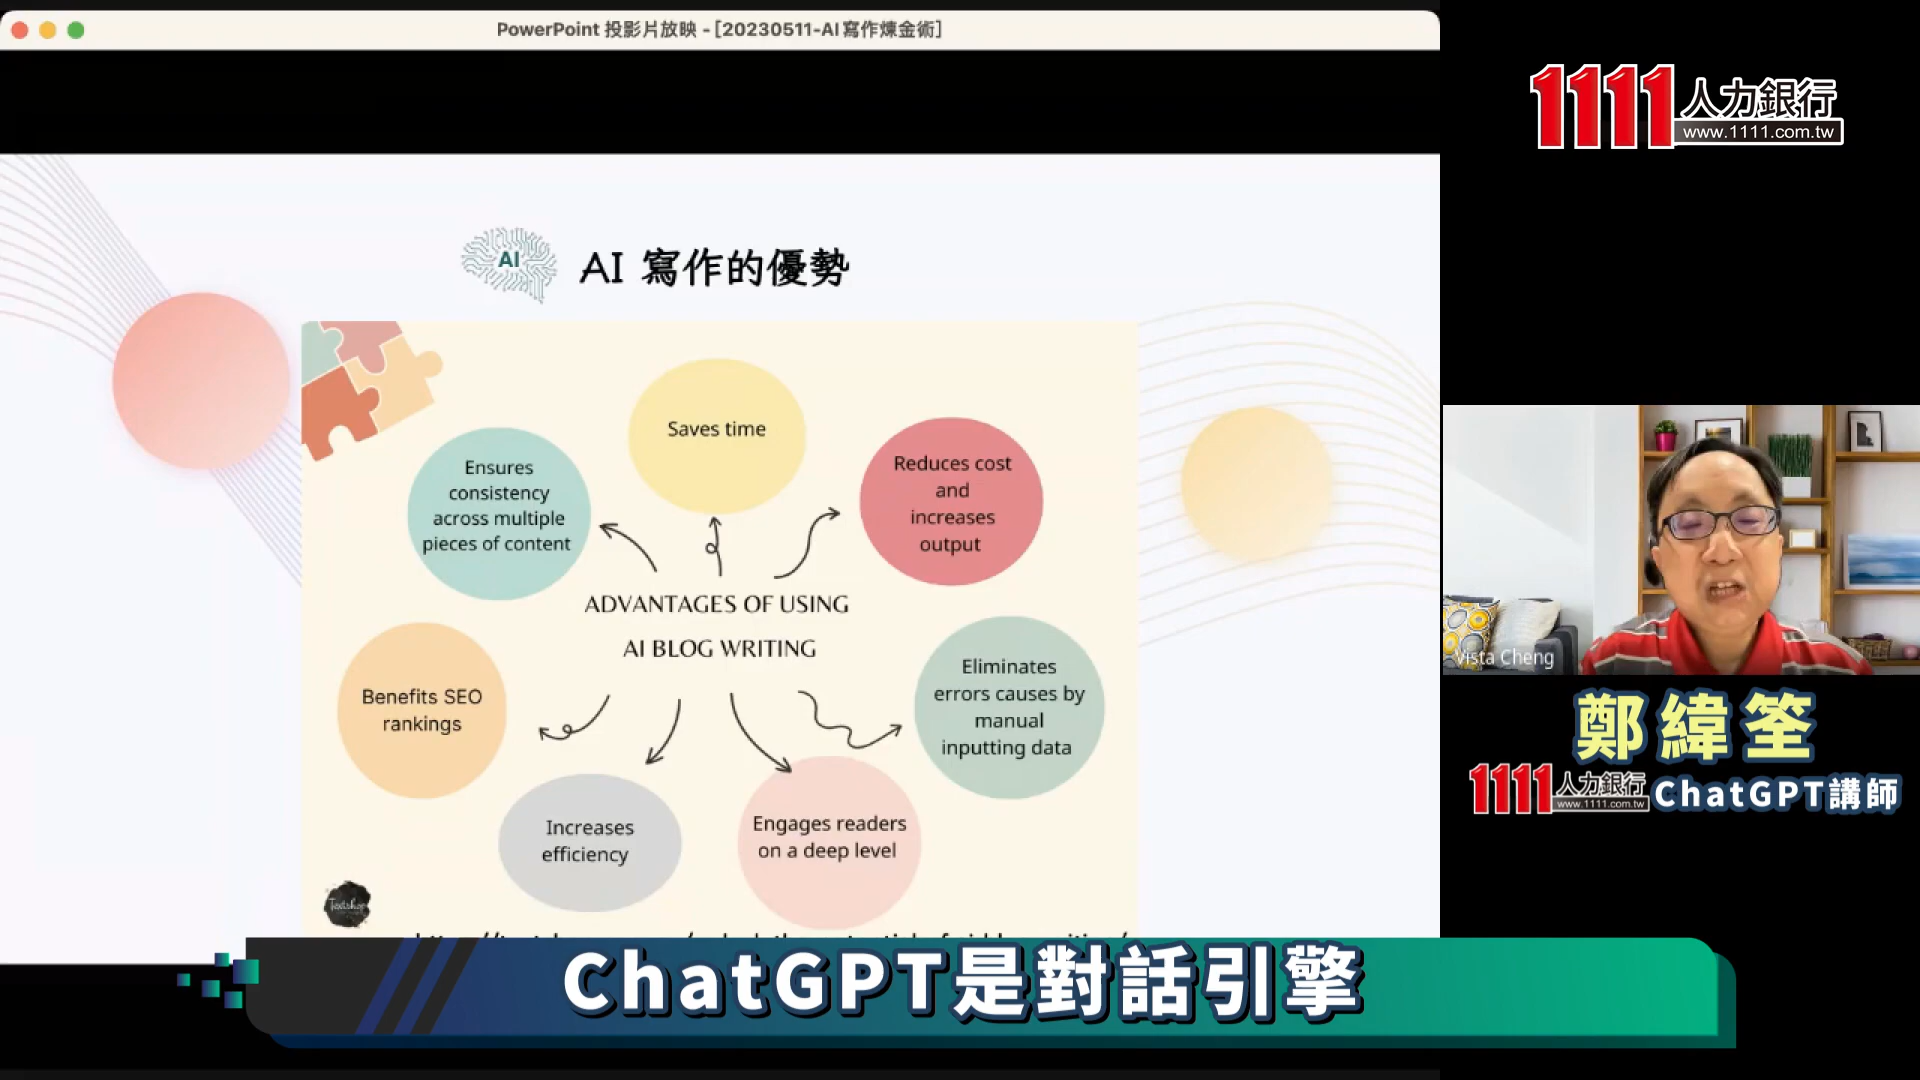 PowerPoint 投影片放映 - [20230511-AI寫作煉金術]
1111人力銀行
www.1111.com.tw
AI
AI 寫作的優勢
Saves time
Ensures
consistency
across multiple
pieces of content
Reduces cost
and
increases
output
ADVANTAGES OF USING
AI BLOG WRITING
Benefits SEO
rankings
Eliminates
errors causes by
manual
inputting data
Increases
efficiency
Engages readers
on a deep level
Vista Cheng
鄭緯筌
1111人力銀行
www.1111.com.tw
ChatGPT講師
ChatGPT是對話引擎